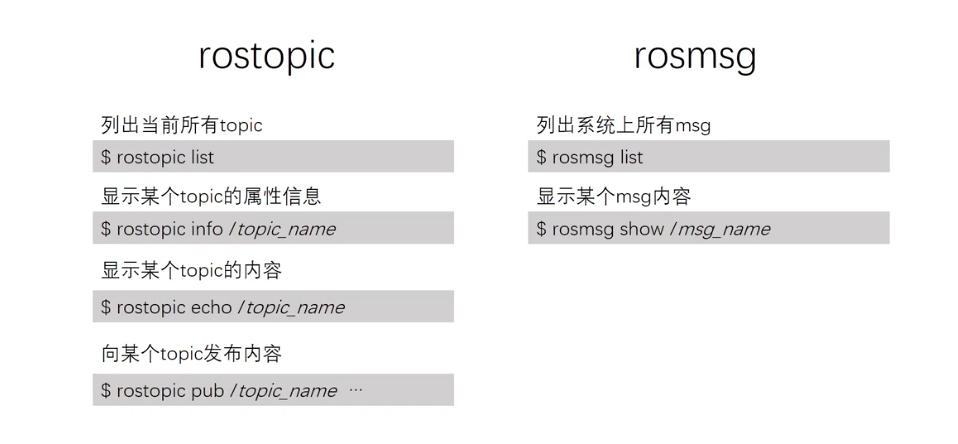 rostopic
列出当前所有topic
$ rostopic list
显示某个topic的属性信息
$ rostopic info /topic_name
显示某个topic的内容
$ rostopic echo /topic_name
向某个topic发布内容
$ rostopic pub /topic_name ···
rosmsg
列出系统上所有msg
$ rosmsg list
显示某个msg内容
$ rosmsg show /msg_name